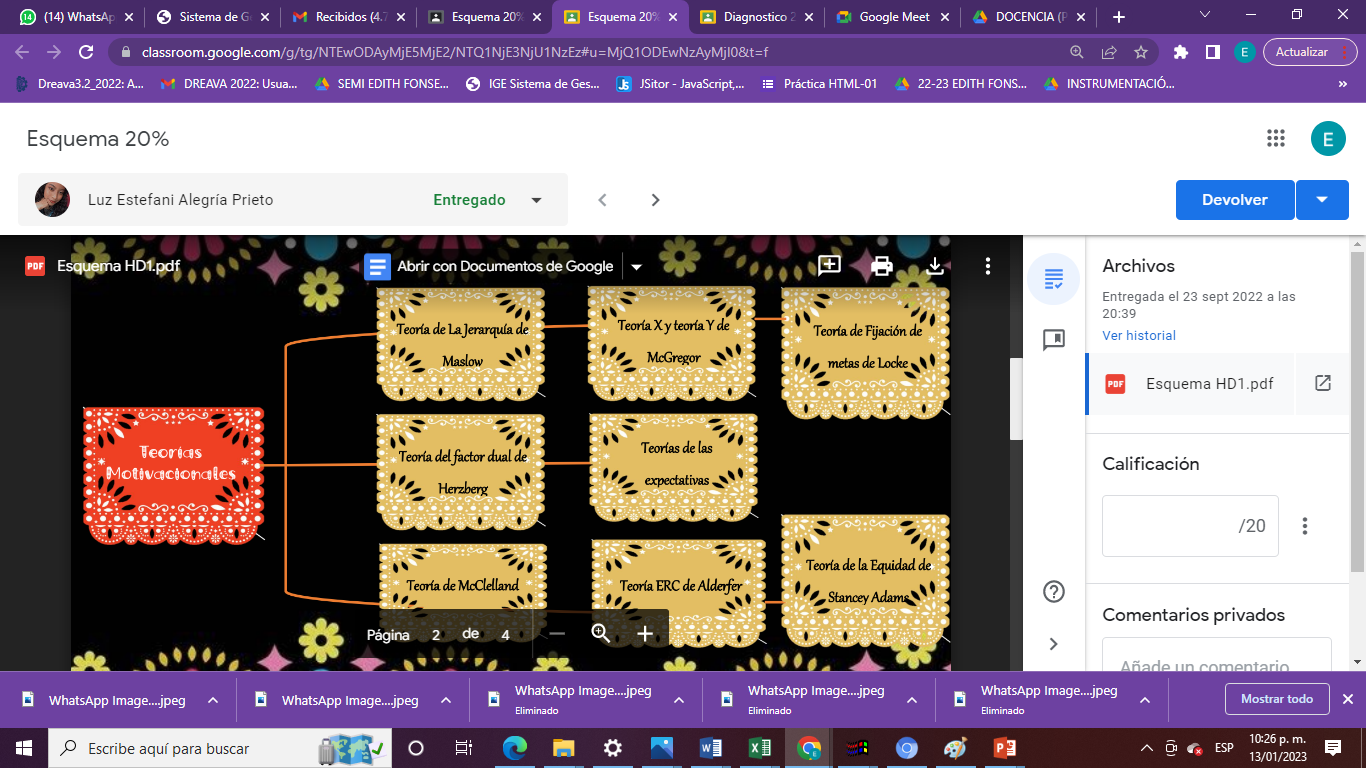 (14) WhatsA
Sistema de G
Recibidos (4.7
Esquema 20%
Esquema 20%
Diagnostico 2
Google Meet
DOCENCIA (P
classroom.google.com/g/tg/NTEwODAyMjE5MjE2/NTQ1NjE3NjU1NzEz#u=MjQ1ODEwNzAyMjI0&t=f
Actualizar
E
Dreava3.2_2022: A...
DREAVA 2022: Usua...
SEMI EDITH FONSE...
IGE Sistema de Ges...
JSitor - JavaScript,...
Práctica HTML-01
22-23 EDITH FONS...
INSTRUMENTACIÓ...
»
Esquema 20%
E
Luz Estefani Alegría Prieto
Entregado
Devolver
PDF
Esquema HD1.pdf
Abrir con Documentos de Google
Teorías
Motivacionales
Teoría de La Jerarquía de
Maslow
Teoría X y teoría Y de
McGregor
Teoría de Fijación de
metas de Locke
Teoría del factor dual de
Herzberg
Teorías de las
expectativas
Teoría de McClelland
Teoría ERC de Alderfer
Teoría de la Equidad de
Stancey Adams
Página 2 de 4
Archivos
Entregada el 23 sept 2022 a las
20:39
Ver historial
PDF
Esquema HD1.pdf
Calificación
/20
Comentarios privados
Añade un comentario
WhatsApp Image....jpeg
WhatsApp Image....jpeg
WhatsApp Image....jpeg
Eliminado
WhatsApp Image....jpeg
Eliminado
WhatsApp Image....jpeg
Eliminado
Mostrar todo
Escribe aquí para buscar
ESP
10:26 p. m.
13/01/2023